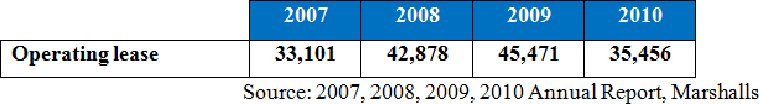 2007 2008 2009 2010
Operating lease 33,101 42,878 45,471 35,456
Source: 2007, 2008, 2009, 2010 Annual Report, Marshalls